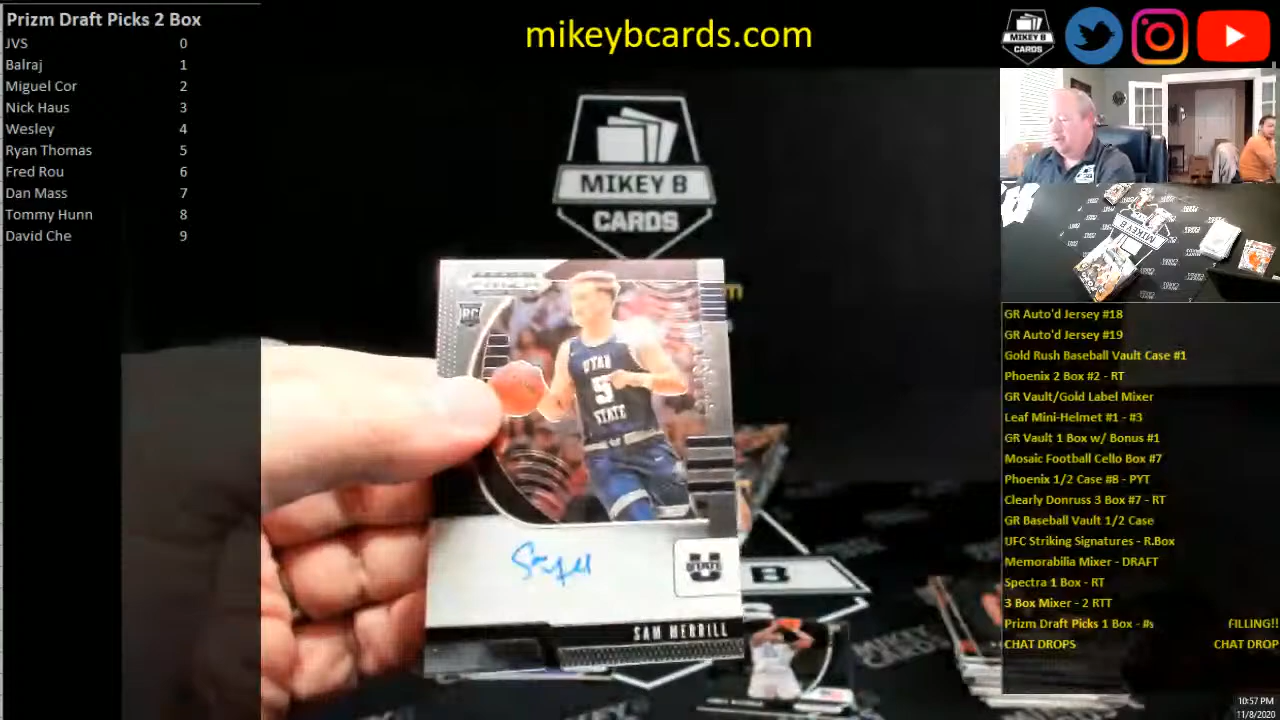 Prizm Draft Picks 2 Box
JVS 0
Balraj 1
Miguel Cor 2
Nick Haus 3
Wesley 4
Ryan Thomas 5
Fred Rou 6
Dan Mass 7
Tommy Hunn 8
David Che 9
mikeybcards.com
MIKEY B
CARDS
MIKEY B
CARDS
RC
UTAH
5
STATE
STATE
SAM MERRILL
B
MIKEY B
GR Auto'd Jersey #18
GR Auto'd Jersey #19
Gold Rush Baseball Vault Case #1
Phoenix 2 Box #2 - RT
GR Vault/Gold Label Mixer
Leaf Mini-Helmet #1 - #3
GR Vault 1 Box w/ Bonus #1
Mosaic Football Cello Box #7
Phoenix 1/2 Case #8 - PYT
Clearly Donruss 3 Box #7 - RT
GR Baseball Vault 1/2 Case
UFC Striking Signatures - R.Box
Memorabilia Mixer - DRAFT
Spectra 1 Box - RT
3 Box Mixer - 2 RTT
Prizm Draft Picks 1 Box - #s FILLING!!
CHAT DROPS CHAT DROP
10:57 PM
11/8/2020